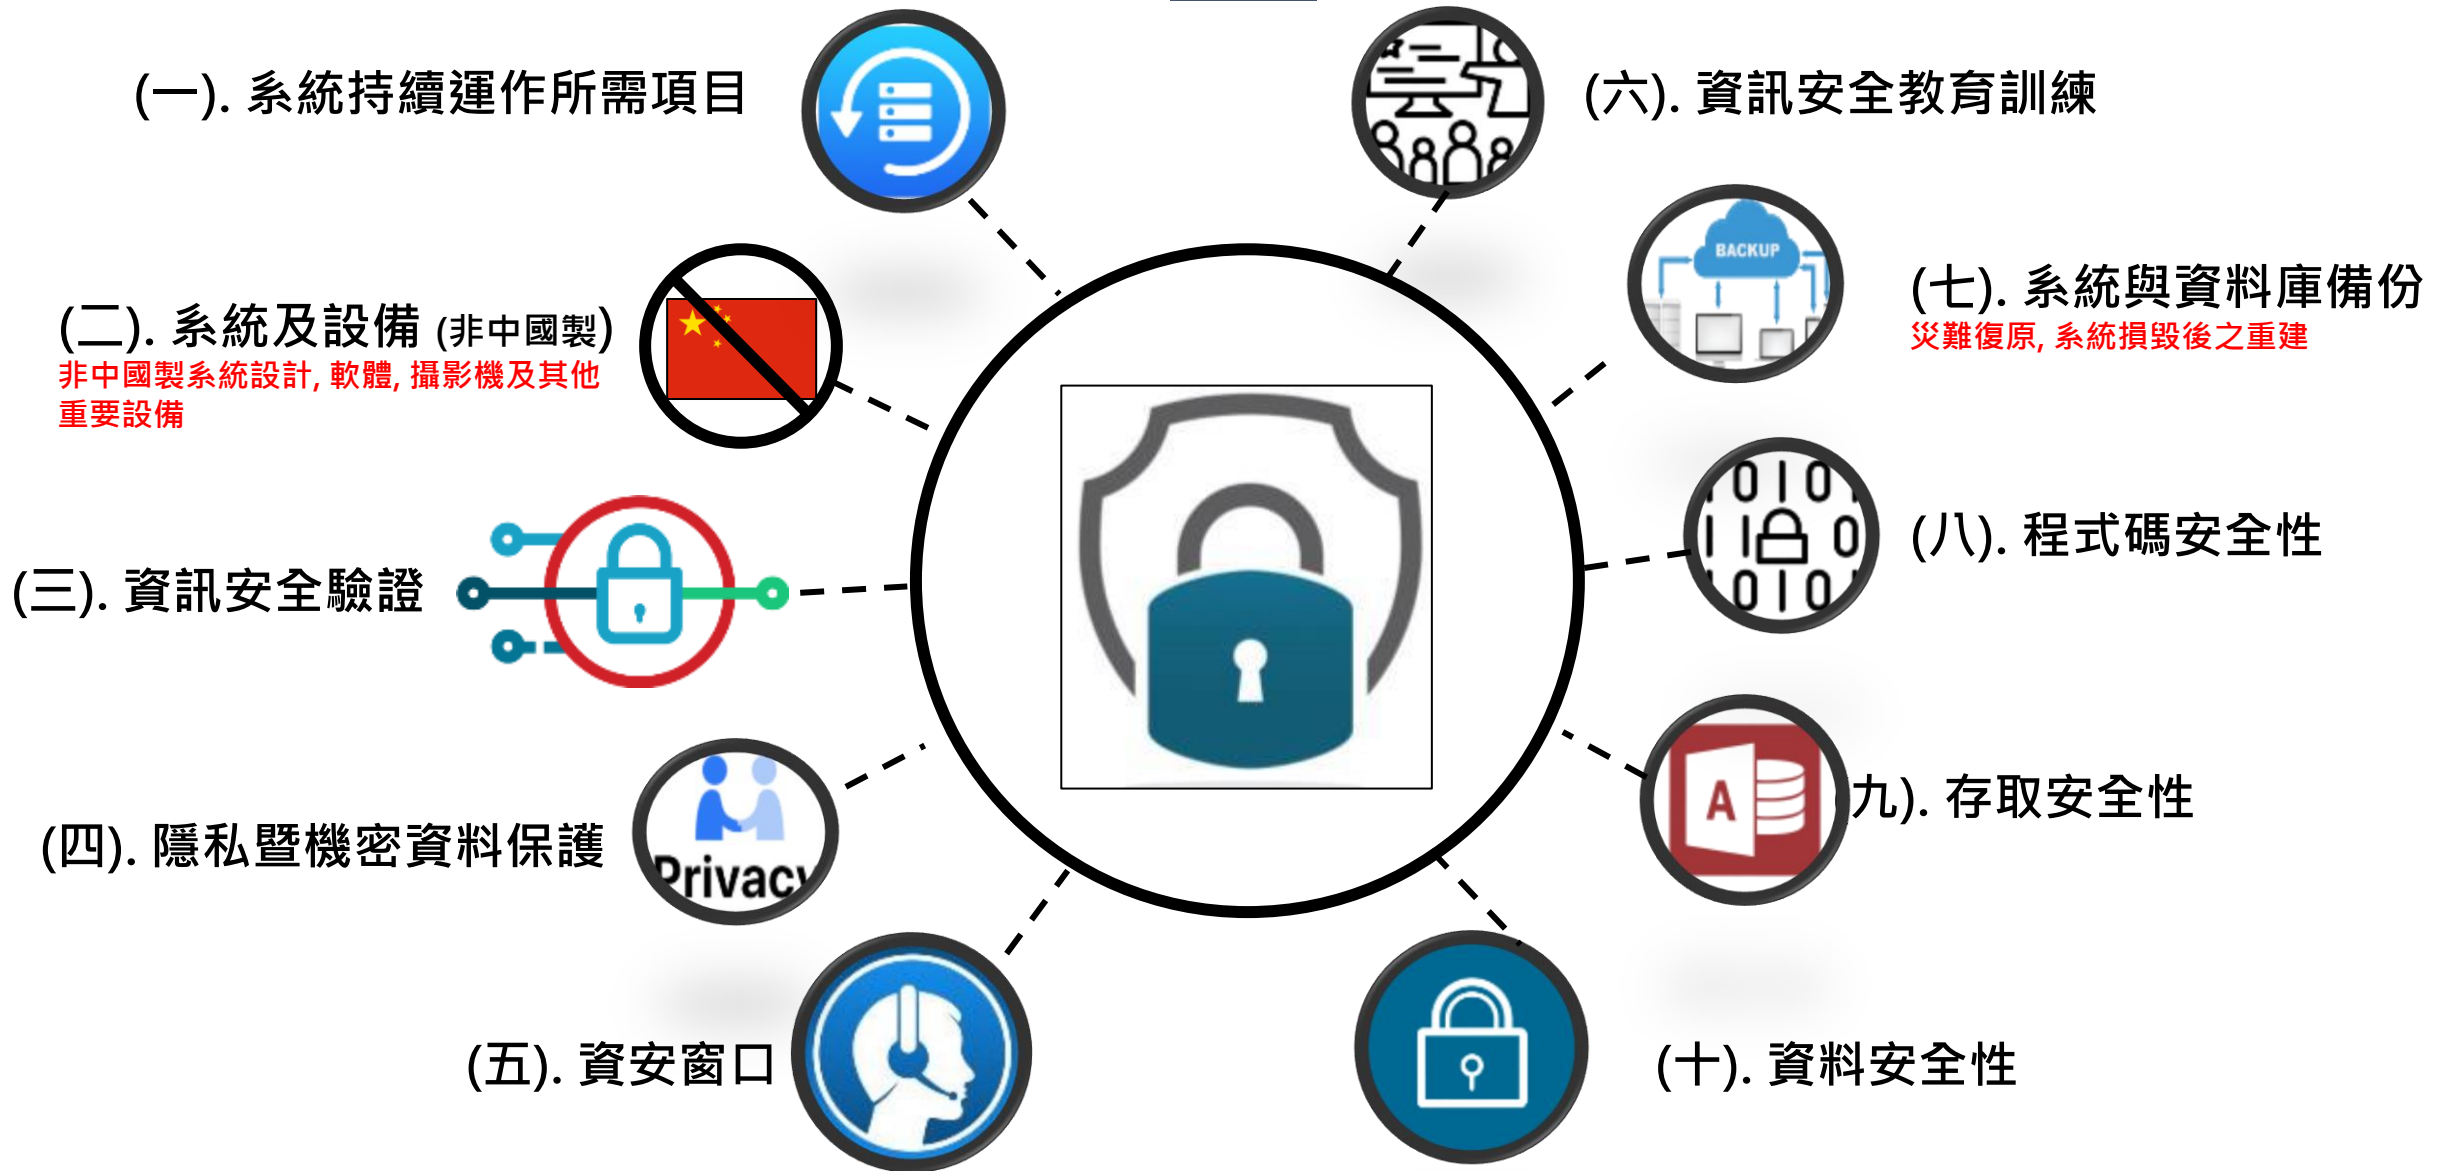 (一). 系統持續運作所需項目
(二). 系統及設備 (非中國製)
非中國製系統設計, 軟體, 攝影機及其他
重要設備
(三). 資訊安全驗證
(四). 隱私暨機密資料保護
Privacy
(五). 資安窗口
(六). 資訊安全教育訓練
BACKUP
(七). 系統與資料庫備份
災難復原, 系統損毀後之重建
0101
110
0101
(八). 程式碼安全性
A
九). 存取安全性
(十). 資料安全性